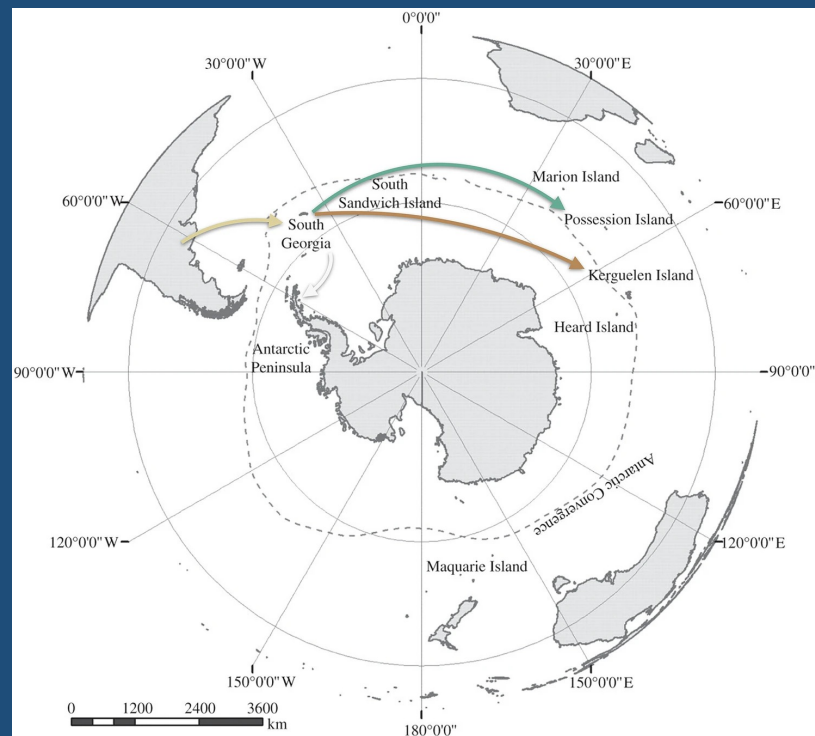 0°0'0"
30°0'0"W
30°0'0"E
60°0'0"W
60°0'0"E
Marion Island
South
Sandwich Island
Possession Island
South
Georgia
Kerguelen Island
Heard Island
Antarctic
Peninsula
90°0'0"W
90°0'0"
Antarctic Convergence
120°0'0"W
120°0'0"E
Maquarie Island
150°0'0"W
150°0'0"E
180°0'0"
0 1200 2400 3600
km